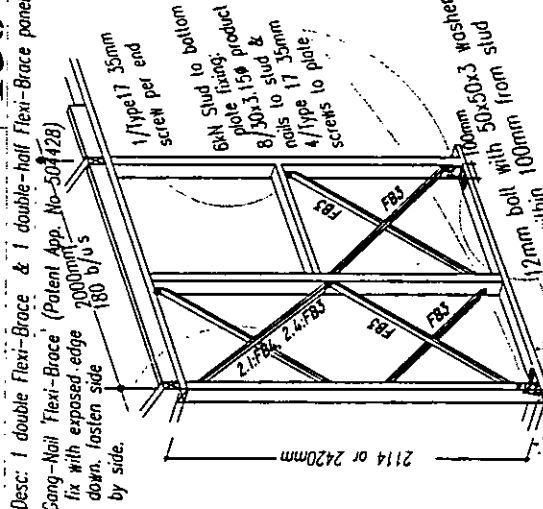 Desc: 1 double Flexi-Brace & 1 double-half Flexi-Brace panel
Gang-Nail 'Flexi-Brace' (Patent App. No-504428)
fix with exposed edge
down, fasten side
by side.
2000mm
180 b/u's
1/Type17 35mm
screw per end
6kN Stud to bottom
plate fixing:
8/30x3.15φ product
nails to stud &
4/Type 17 35mm
screws to plate.
2.1:FB4, 2.4:FB3
FB3
FB3
FB3
FB3
2114 or 2420mm
100mm
12mm bolt with 50x50x3 washer
within 100mm from stud